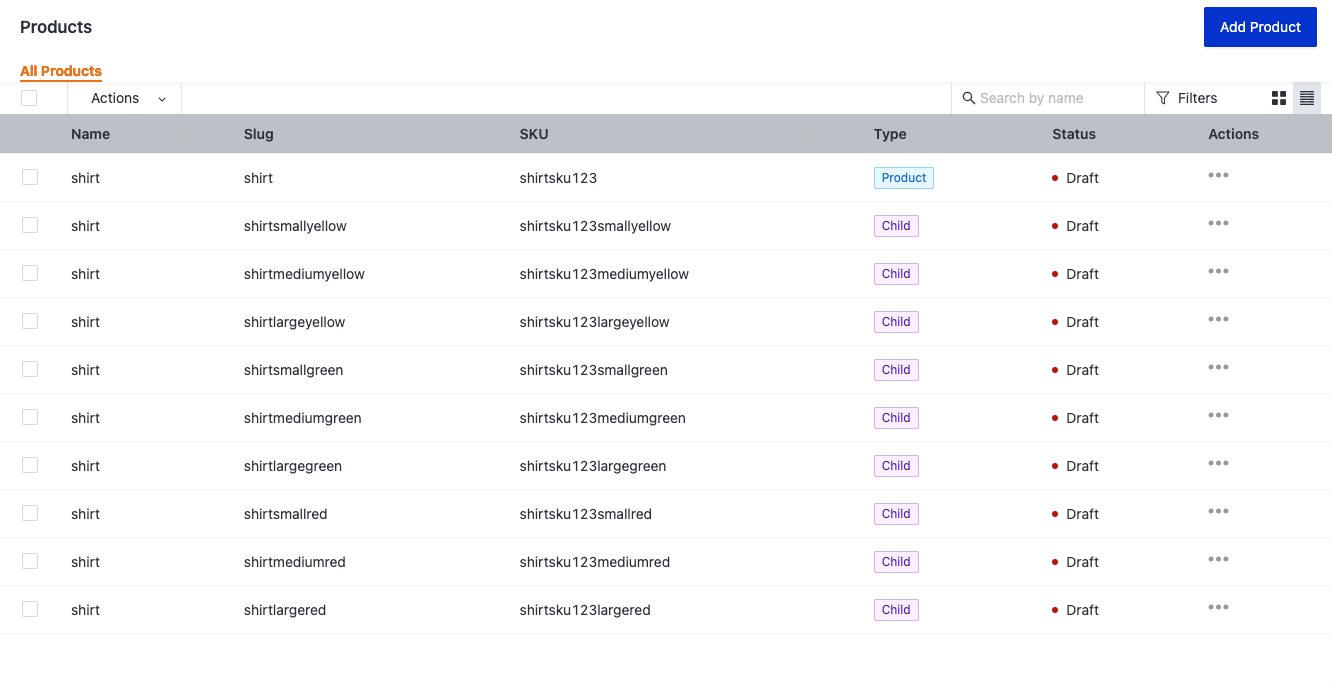 Products
Add Product
All Products
Actions Search by name Filters
Name Slug SKU Type Status Actions
shirt shirt shirtsku123 Product Draft
shirt shirtsmallyellow shirtsku123smallyellow Child Draft
shirt shirtmediumyellow shirtsku123mediumyellow Child Draft
shirt shirtlargeyellow shirtsku123largeyellow Child Draft
shirt shirtsmallgreen shirtsku123smallgreen Child Draft
shirt shirtmediumgreen shirtsku123mediumgreen Child Draft
shirt shirtlargegreen shirtsku123largegreen Child Draft
shirt shirtsmallred shirtsku123smallred Child Draft
shirt shirtmediumred shirtsku123mediumred Child Draft
shirt shirtlargered shirtsku123largered Child Draft